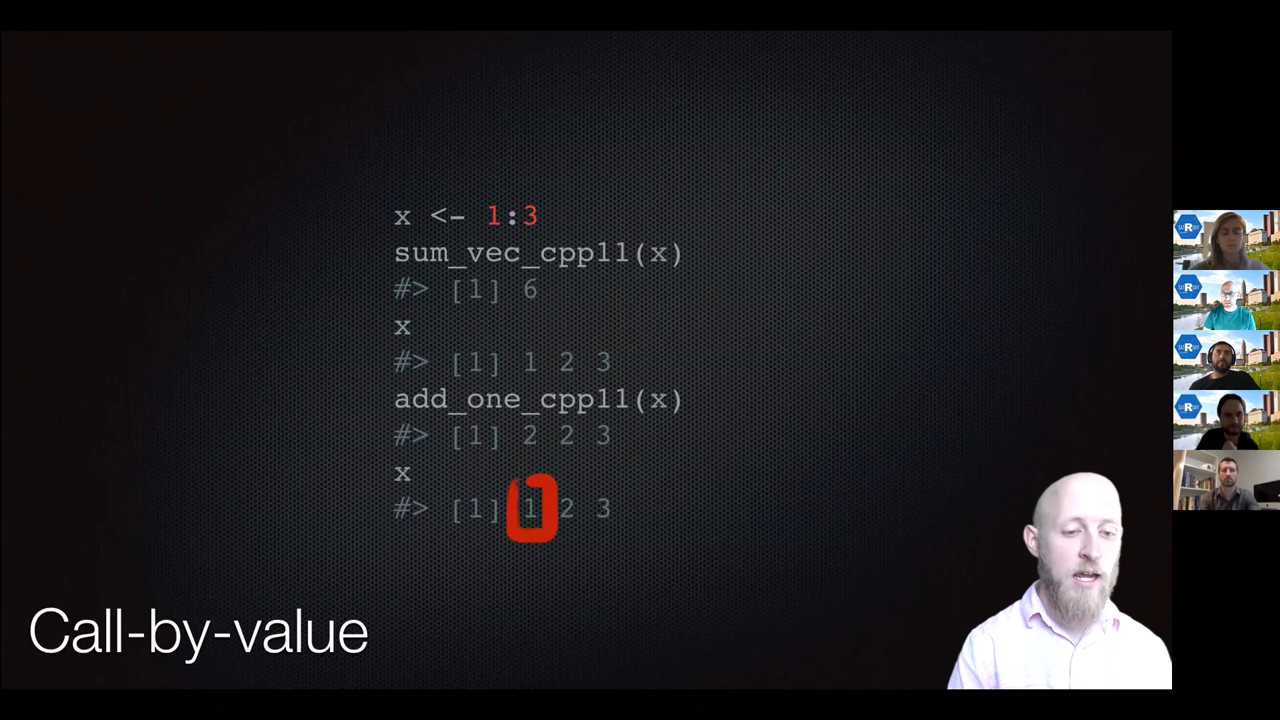 x <- 1:3
sum_vec_cpp11(x)
#> [1] 6
x
#> [1] 1 2 3
add_one_cpp11(x)
#> [1] 2 2 3
x
#> [1] 1 2 3
Call-by-value
R
R
R
R